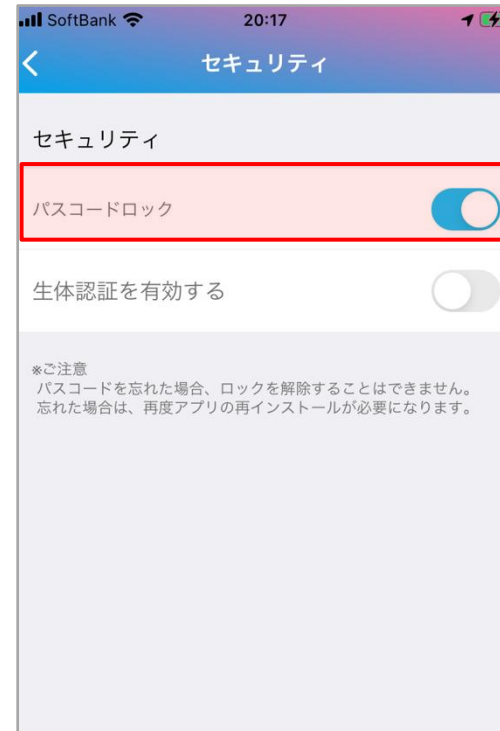 SoftBank 20:17
セキュリティ
セキュリティ
パスコードロック
生体認証を有効する
※ご注意
パスコードを忘れた場合、ロックを解除することはできません。
忘れた場合は、再度アプリの再インストールが必要になります。